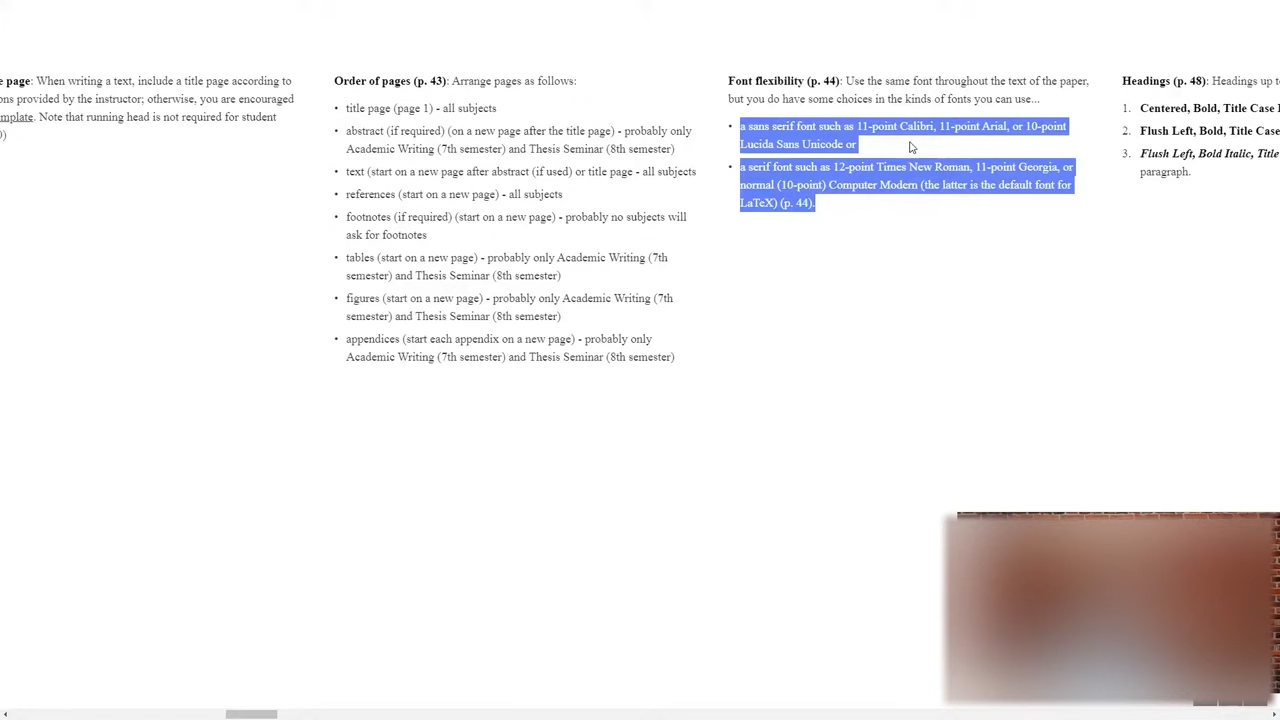 e page: When writing a text, include a title page according to
ons provided by the instructor; otherwise, you are encouraged
mplate. Note that running head is not required for student
0)
Order of pages (p. 43): Arrange pages as follows:
• title page (page 1) - all subjects
• abstract (if required) (on a new page after the title page) - probably only
Academic Writing (7th semester) and Thesis Seminar (8th semester)
• text (start on a new page after abstract (if used) or title page - all subjects
• references (start on a new page) - all subjects
• footnotes (if required) (start on a new page) - probably no subjects will
ask for footnotes
• tables (start on a new page) - probably only Academic Writing (7th
semester) and Thesis Seminar (8th semester)
• figures (start on a new page) - probably only Academic Writing (7th
semester) and Thesis Seminar (8th semester)
• appendices (start each appendix on a new page) - probably only
Academic Writing (7th semester) and Thesis Seminar (8th semester)
Font flexibility (p. 44): Use the same font throughout the text of the paper,
but you do have some choices in the kinds of fonts you can use...
• a sans serif font such as 11-point Calibri, 11-point Arial, or 10-point
Lucida Sans Unicode or
• a serif font such as 12-point Times New Roman, 11-point Georgia, or
normal (10-point) Computer Modern (the latter is the default font for
LaTeX) (p. 44).
Headings (p. 48): Headings up to
1. Centered, Bold, Title Case
2. Flush Left, Bold, Title Case
3. Flush Left, Bold Italic, Title
paragraph.